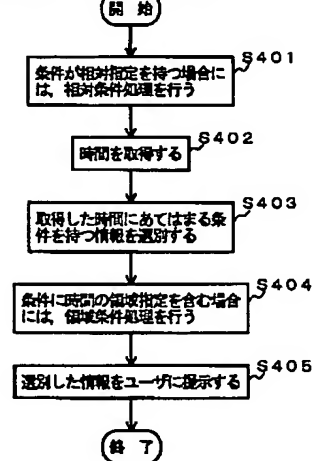 開 始
S401
条件が相対指定を持つ場合に
は，相対条件処理を行う
S402
時間を取得する
S403
取得した時間にあてはまる条
件を持つ情報を選別する
S404
条件に時間の領域指定を含む場合
には，領域条件処理を行う
S405
選別した情報をユーザに提示する
終 了